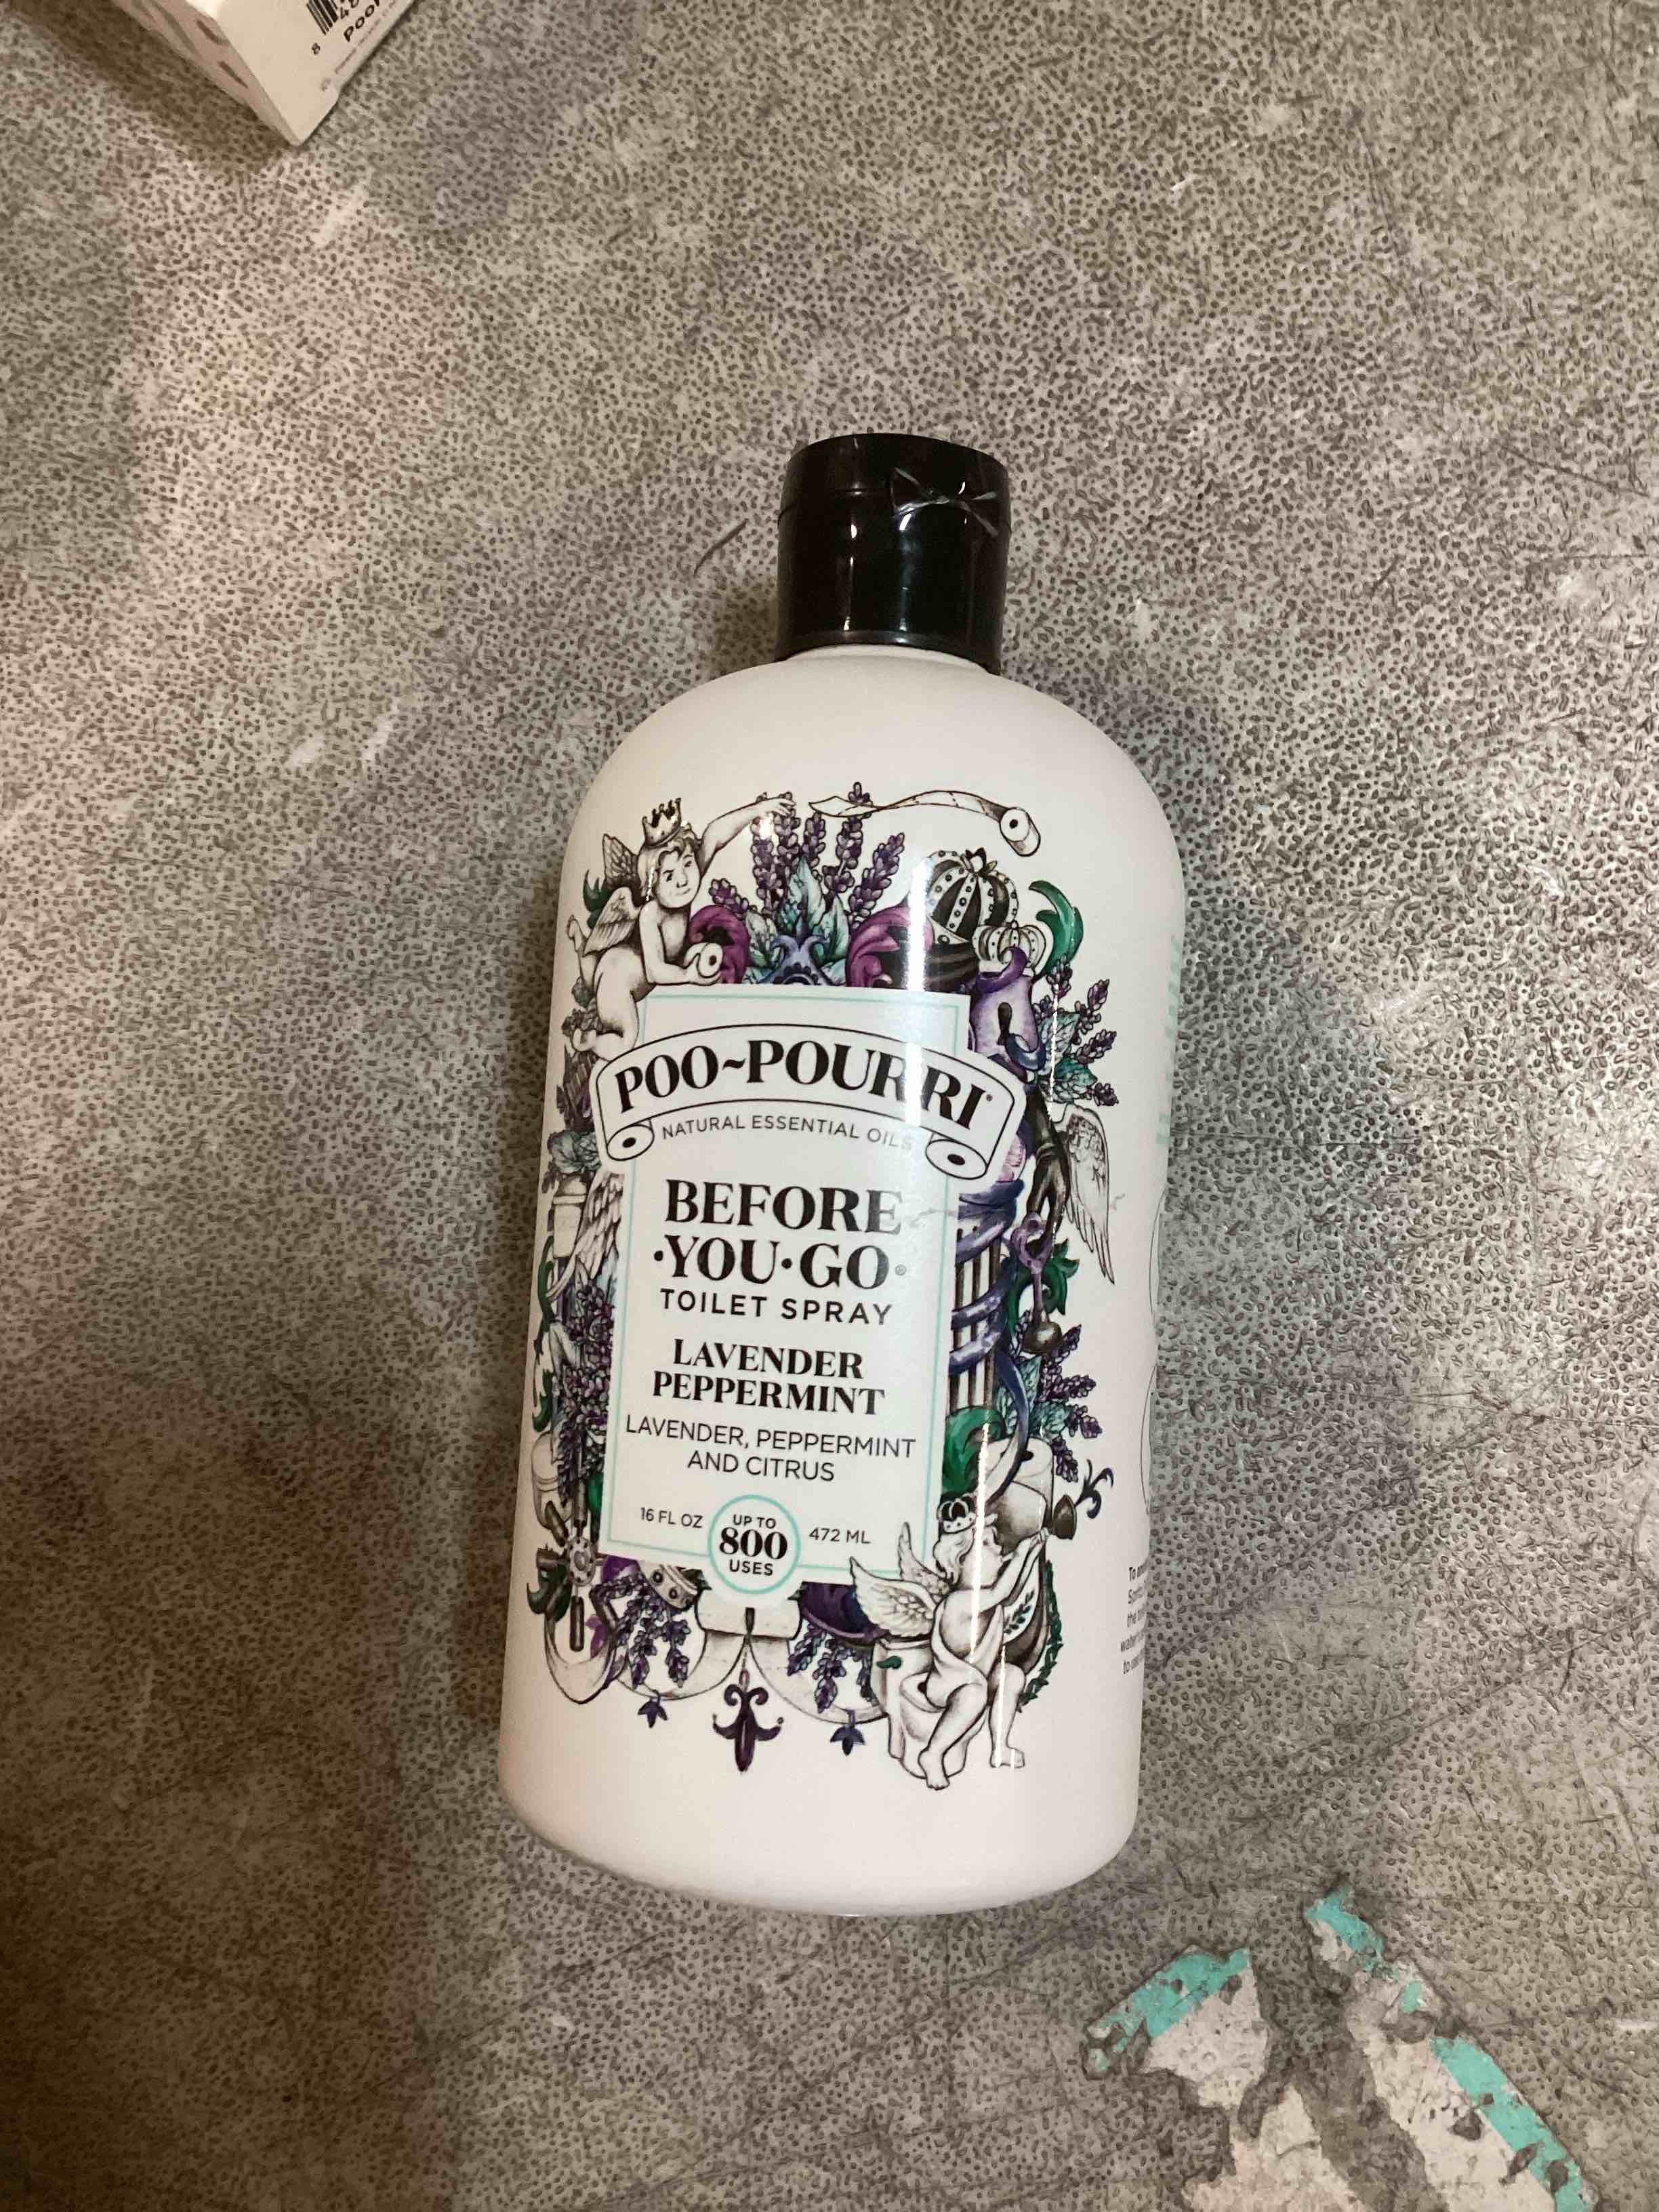 POO~POURRI®
NATURAL ESSENTIAL OILS
BEFORE
·YOU·GO®
TOILET SPRAY
LAVENDER
PEPPERMINT
LAVENDER, PEPPERMINT
AND CITRUS
16 FL OZ
UP TO
800
USES
472 ML